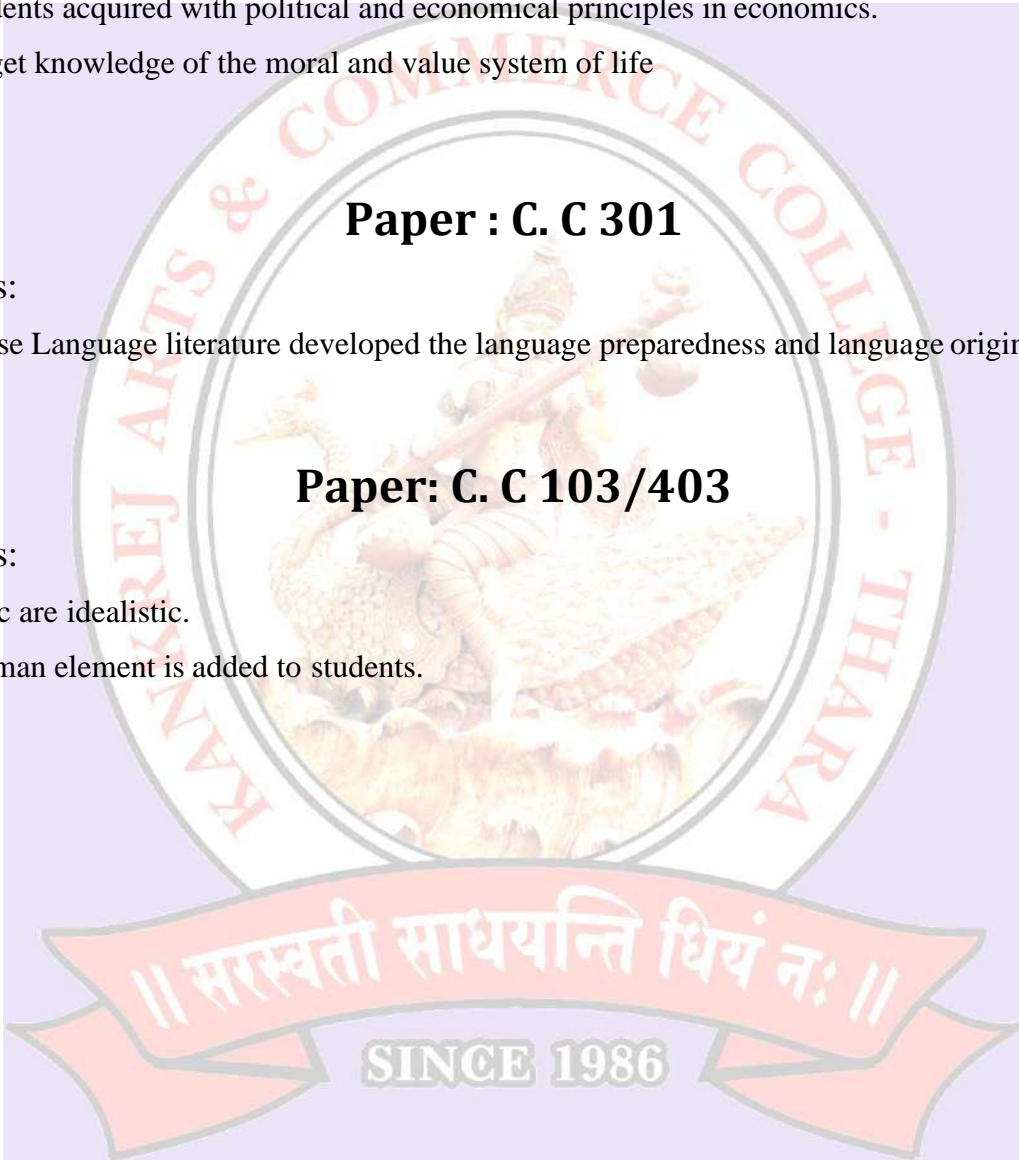 dents acquired with political and economical principles in economics.
get knowledge of the moral and value system of life
Paper : C. C 301
s:
se Language literature developed the language preparedness and language origin
Paper: C. C 103/403
s:
c are idealistic.
man element is added to students.
KANKREJ ARTS & COMMERCE COLLEGE - THARA
|| सरस्वती साधयन्ति धियं नः ||
SINCE 1986